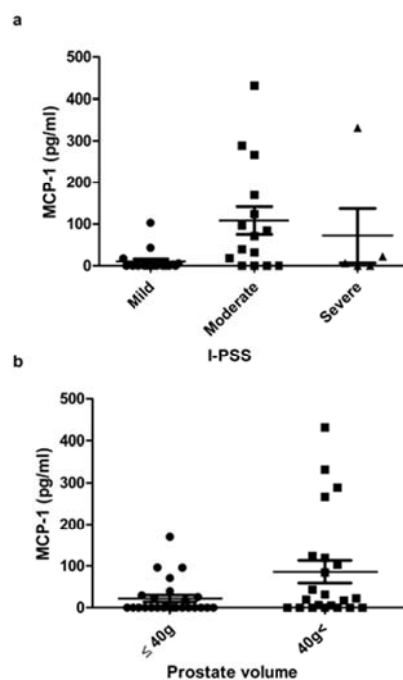 a
500
400
300
200
100
0
MCP-1 (pg/ml)
Mild
Moderate
Severe
I-PSS
b
500
400
300
200
100
0
MCP-1 (pg/ml)
≤ 40g
40g<
Prostate volume